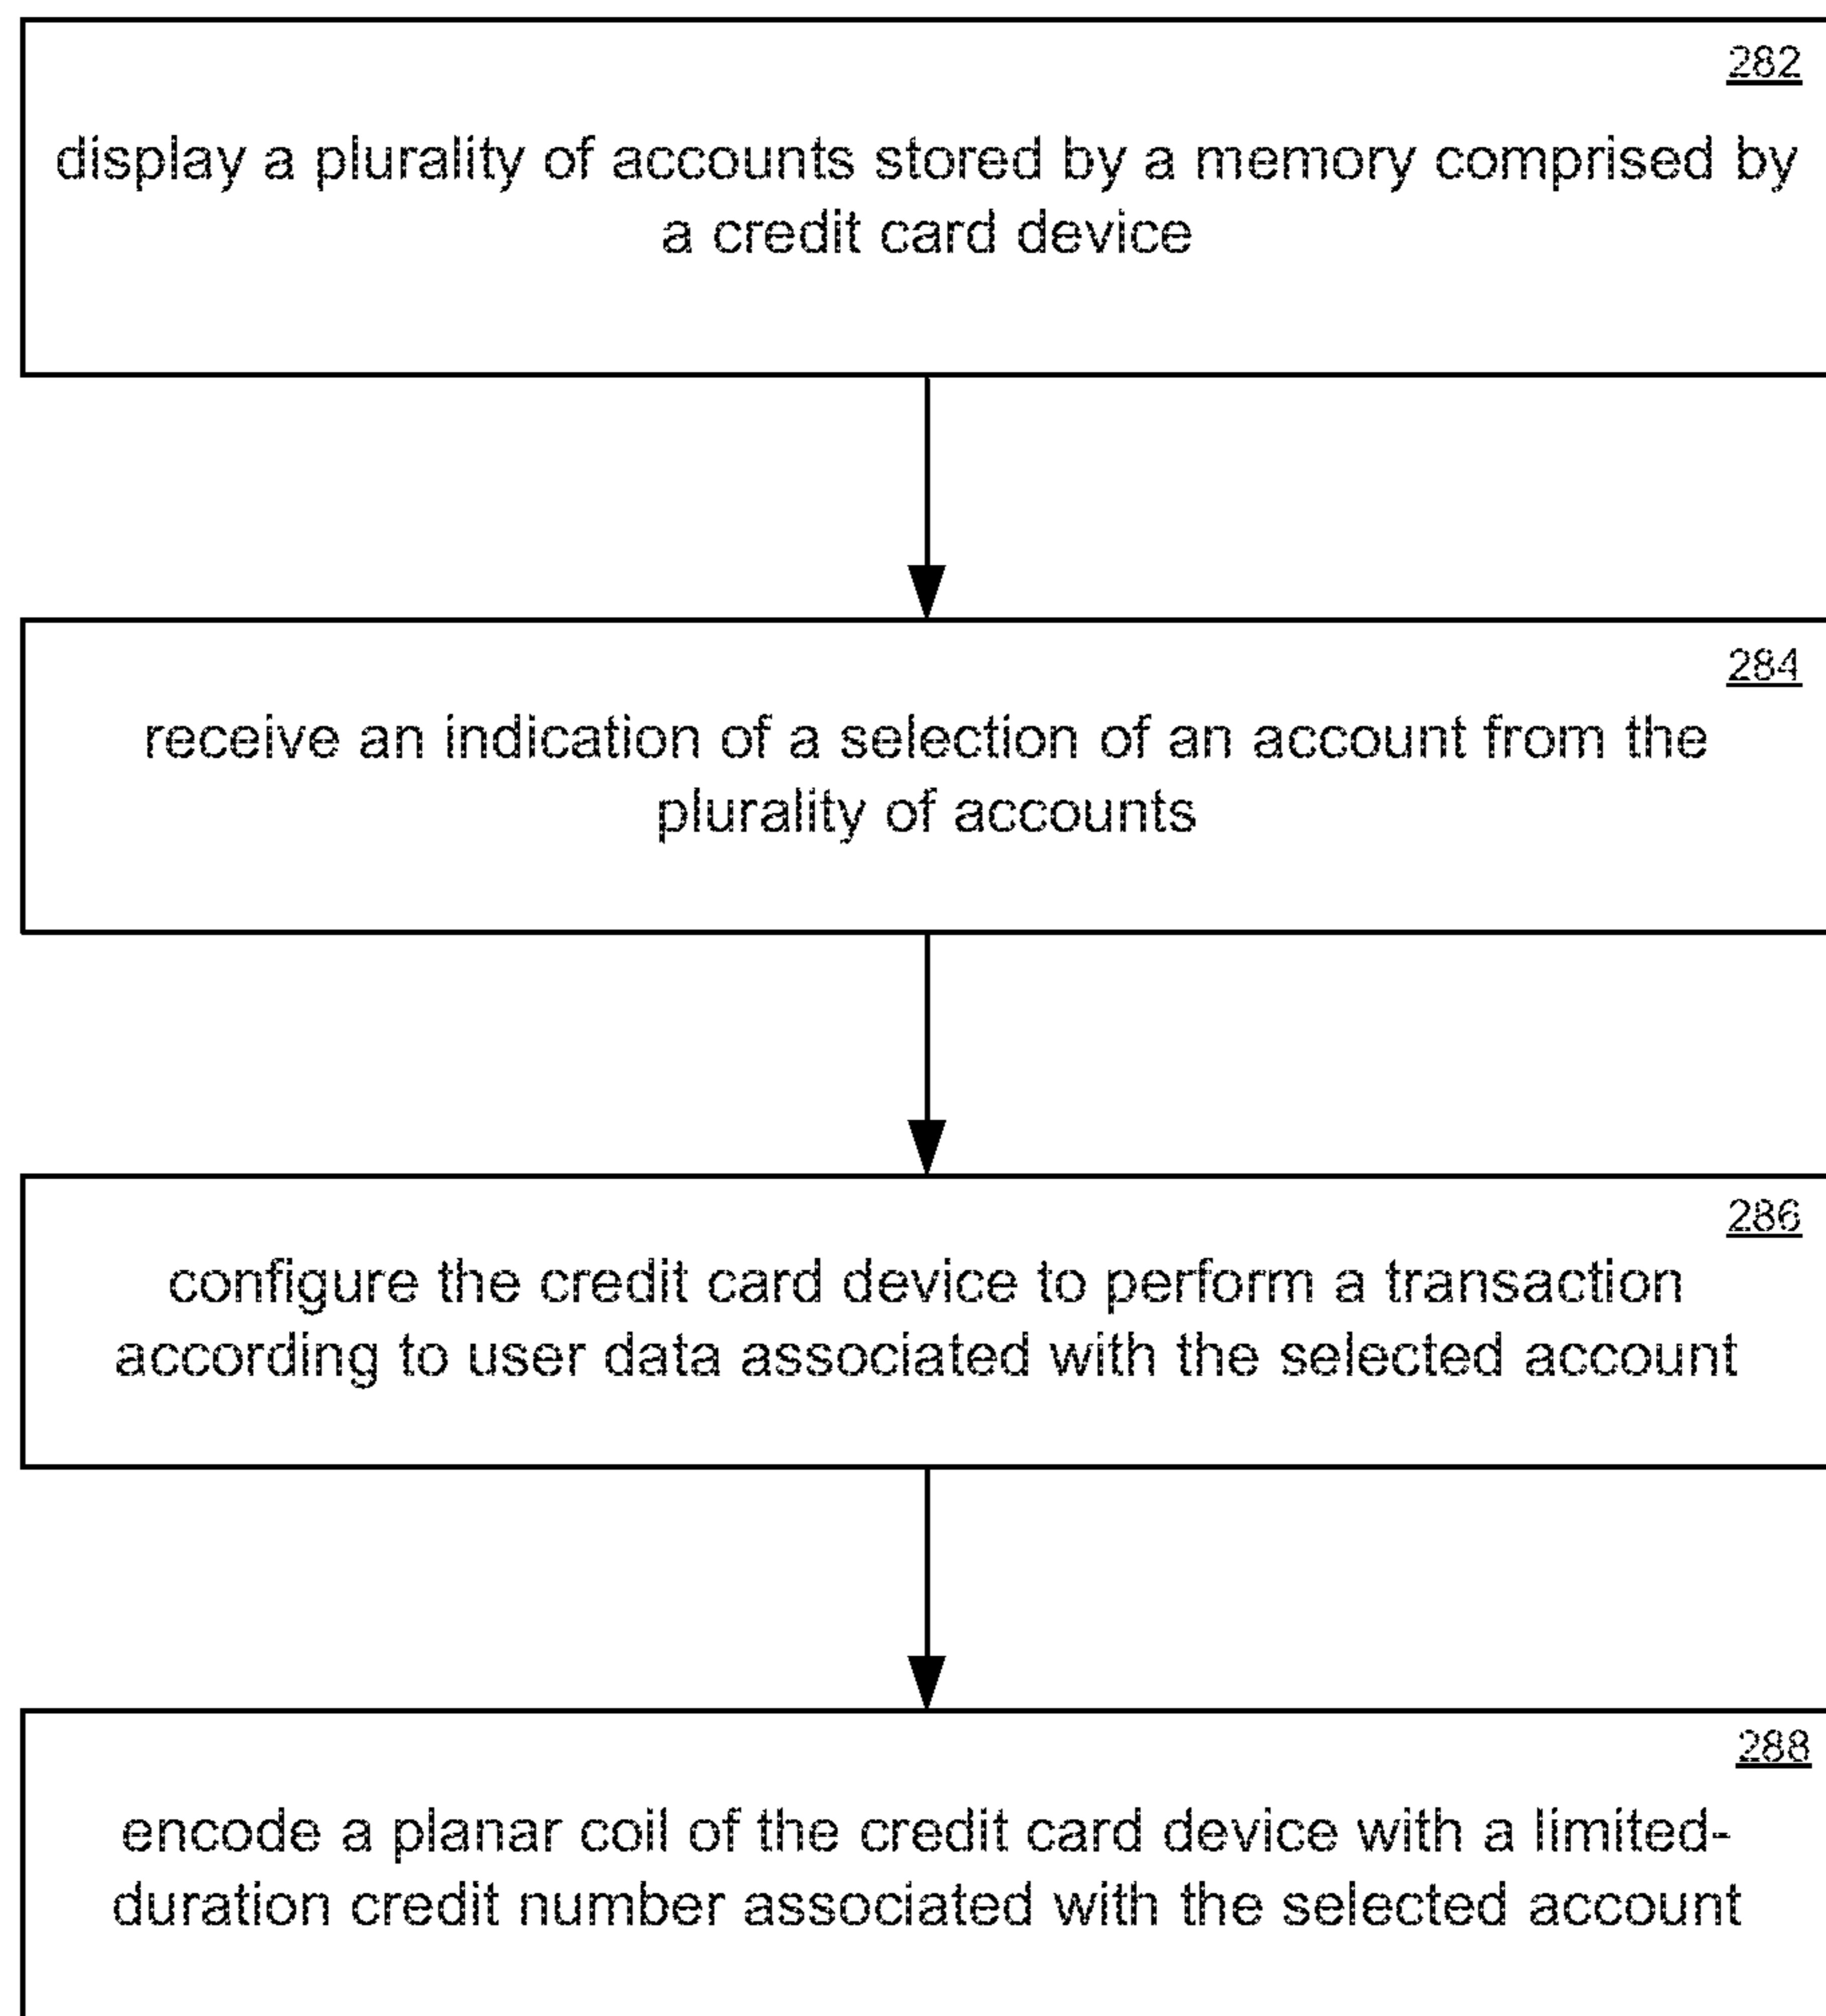 282
display a plurality of accounts stored by a memory comprised by
a credit card device
284
receive an indication of a selection of an account from the
plurality of accounts
286
configure the credit card device to perform a transaction
according to user data associated with the selected account
288
encode a planar coil of the credit card device with a limited-
duration credit number associated with the selected account